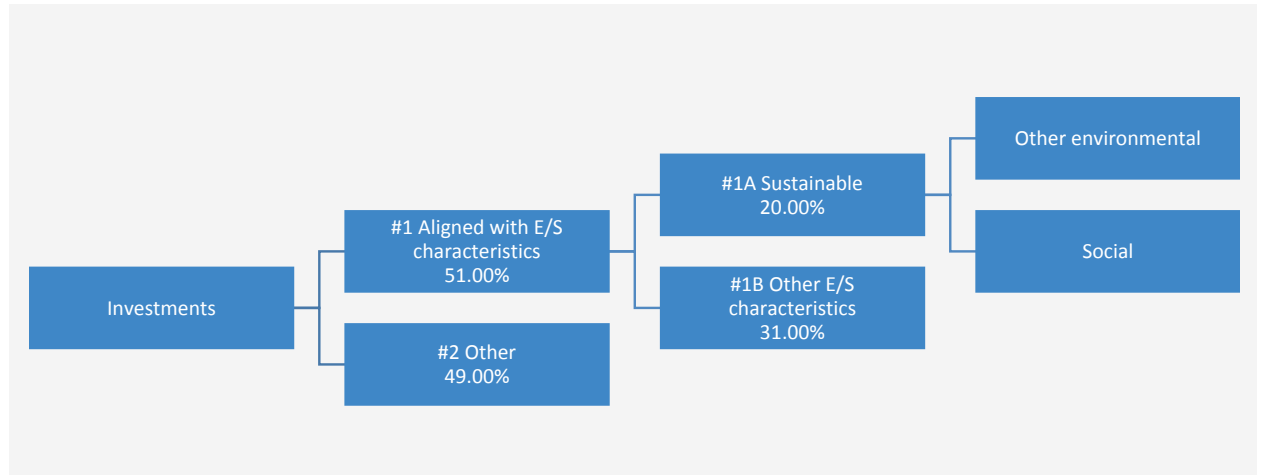 Investments
#1 Aligned with E/S
characteristics
51.00%
#2 Other
49.00%
#1A Sustainable
20.00%
#1B Other E/S
characteristics
31.00%
Other environmental
Social